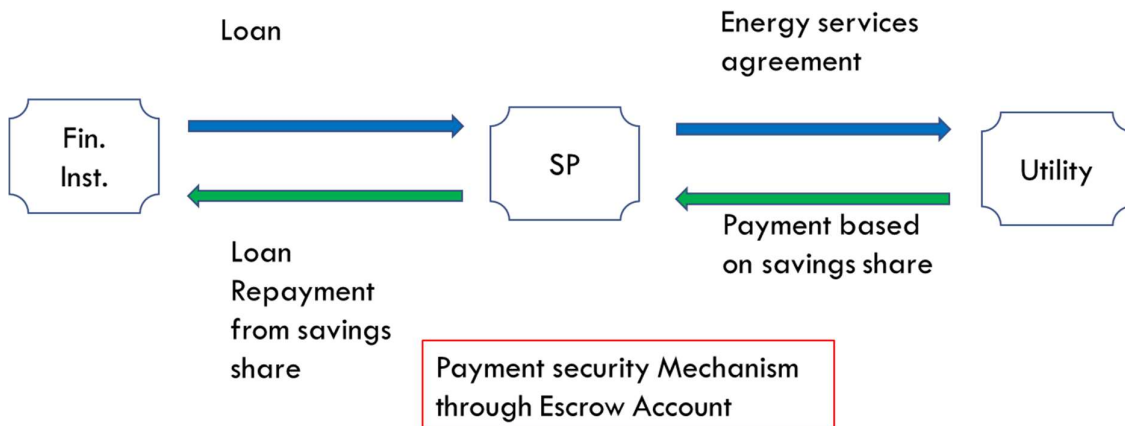 Loan
Energy services
agreement
Fin.
Inst.
SP
Utility
Loan
Repayment
from savings
share
Payment based
on savings share
Payment security Mechanism
through Escrow Account